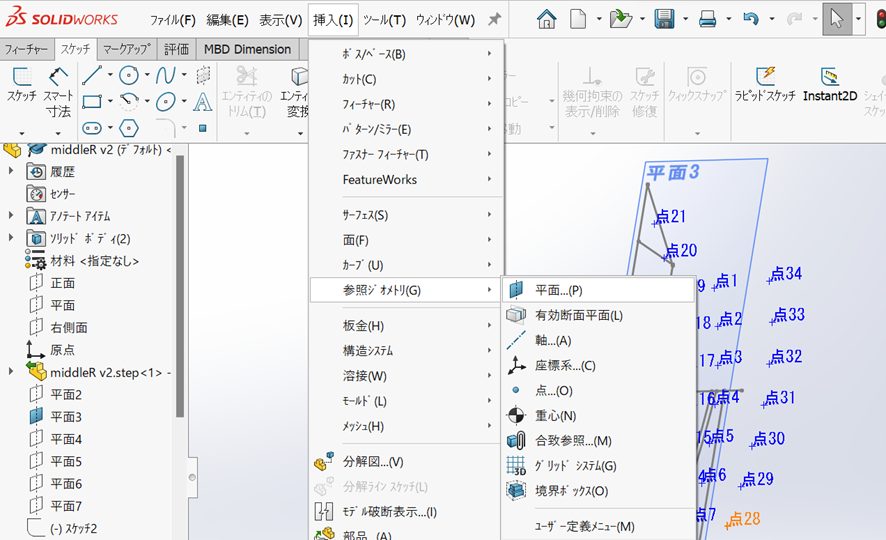 SOLIDWORKS ファイル(F) 編集(E) 表示(V) 挿入(I) ツール(T) ウィンドウ(W)
フィーチャー スケッチ マークアップ 評価 MBD Dimension
スケッチ スマート寸法 エンティティのトリム(T) エンティ変換 コピー 移動 幾何拘束の表示/削除 スケッチ修復 クィックスナップ ラピッドスケッチ Instant2D
middleR v2 (デフォルト) <
履歴
センサー
アノテート アイテム
ソリッド ボディ(2)
材料 <指定なし>
正面
平面
右側面
原点
middleR v2.step<1> -
平面2
平面3
平面4
平面5
平面6
平面7
(-) スケッチ2
ボス/ベース(B)
カット(C)
フィーチャー(R)
パターン/ミラー(E)
ファスナー フィーチャー(T)
FeatureWorks
サーフェス(S)
面(F)
カーブ(U)
参照ジオメトリ(G)
板金(H)
構造システム
溶接(W)
モールド(L)
メッシュ(H)
分解図...(V)
分解ライン スケッチ(L)
モデル破断表示...(I)
部品...(A)
平面...(P)
有効断面平面(L)
軸...(A)
座標系...(C)
点...(O)
重心(N)
合致参照...(M)
グリッド システム(G)
境界ボックス(O)
ユーザー定義メニュー(M)
平面3
点21
点20
9 点1 点34
18 点2 点33
17 点3 点32
16 点4 点31
15 点5 点30
点6 点29
点7 点28